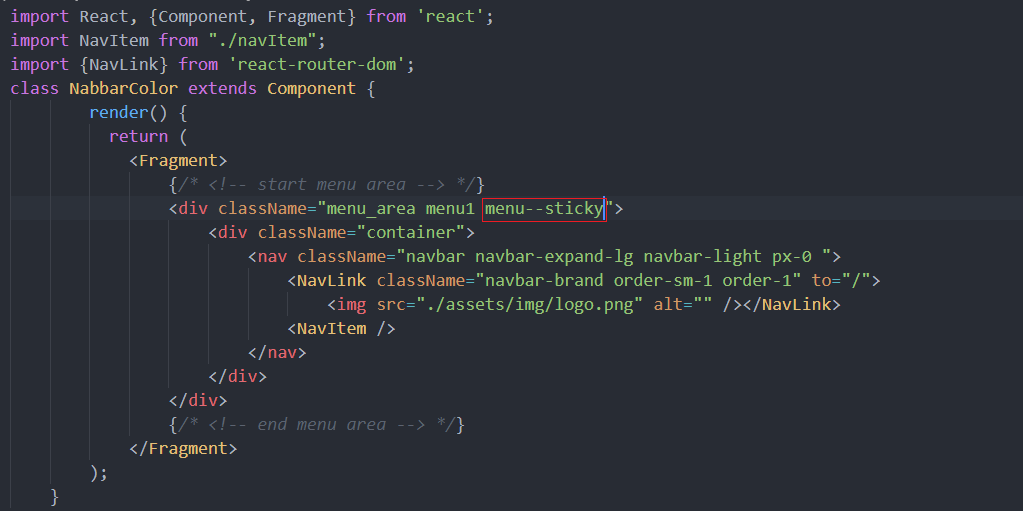 import React, {Component, Fragment} from 'react';
import NavItem from "./navItem";
import {NavLink} from 'react-router-dom';
class NabbarColor extends Component {
render() {
return (
<Fragment>
{/* <!-- start menu area --> */}
<div className="menu_area menu1 menu--sticky">
<div className="container">
<nav className="navbar navbar-expand-lg navbar-light px-0 ">
<NavLink className="navbar-brand order-sm-1 order-1" to="/">
<img src="./assets/img/logo.png" alt="" /></NavLink>
<NavItem />
</nav>
</div>
</div>
{/* <!-- end menu area --> */}
</Fragment>
);
}